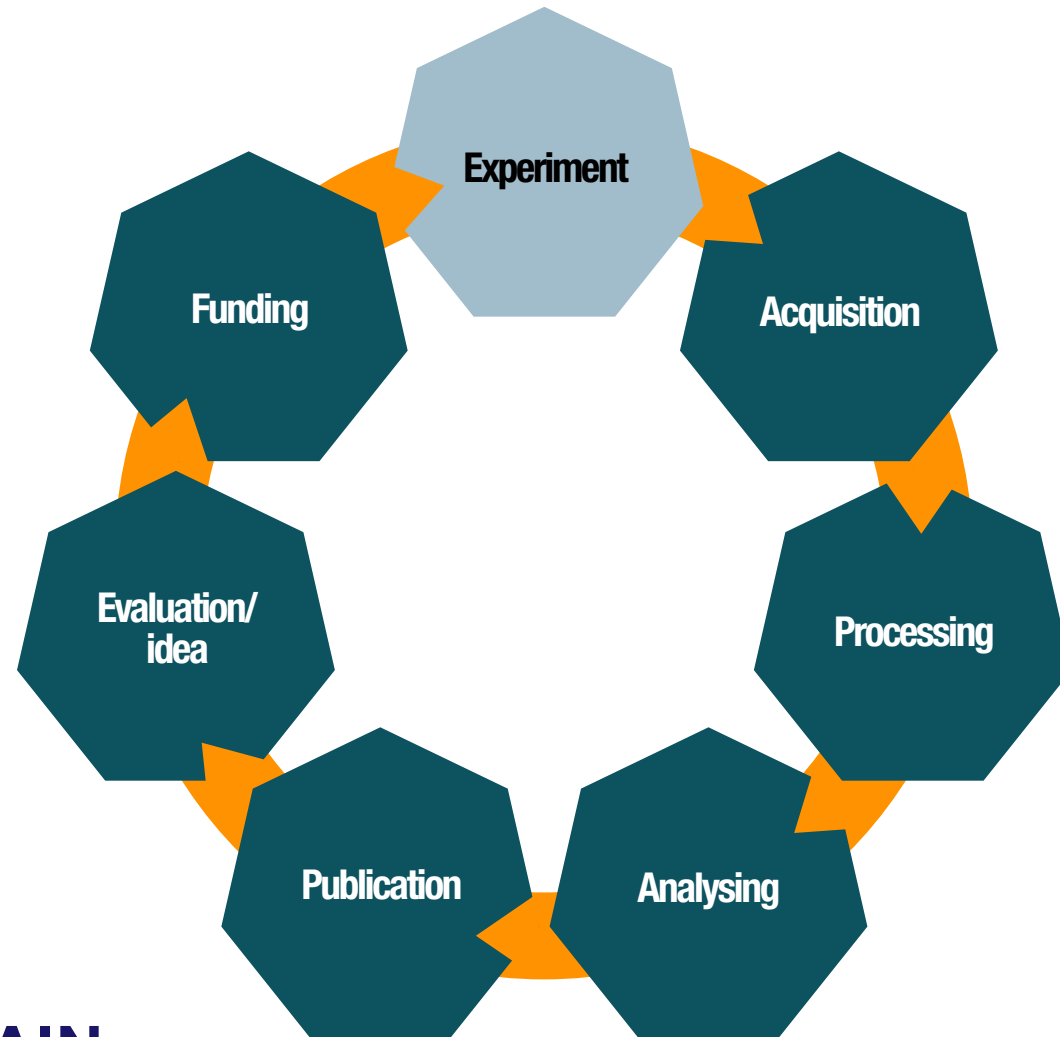 Experiment
Funding
Acquisition
Evaluation/
idea
Processing
Publication
Analysing